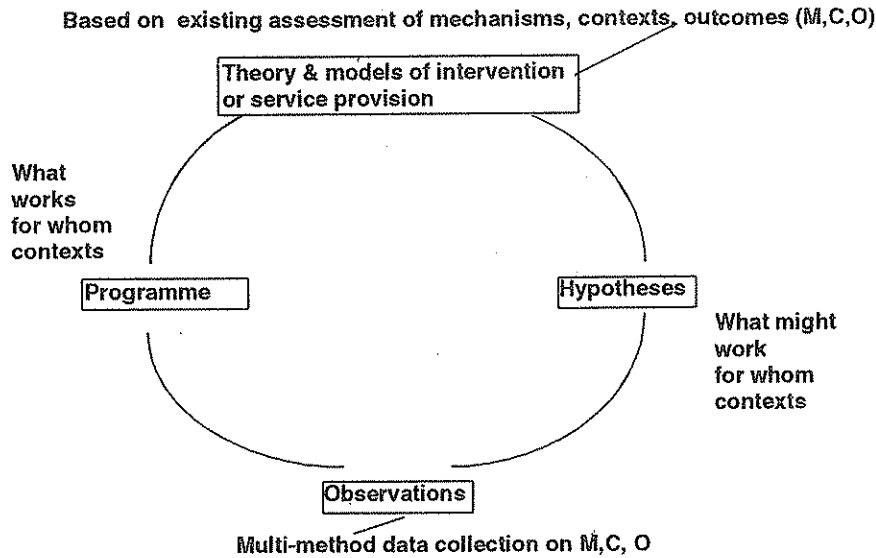 Based on existing assessment of mechanisms, contexts, outcomes (M,C,O)
Theory & models of intervention
or service provision
What
works
for whom
contexts
Programme
Hypotheses
What might
work
for whom
contexts
Observations
Multi-method data collection on M,C, O